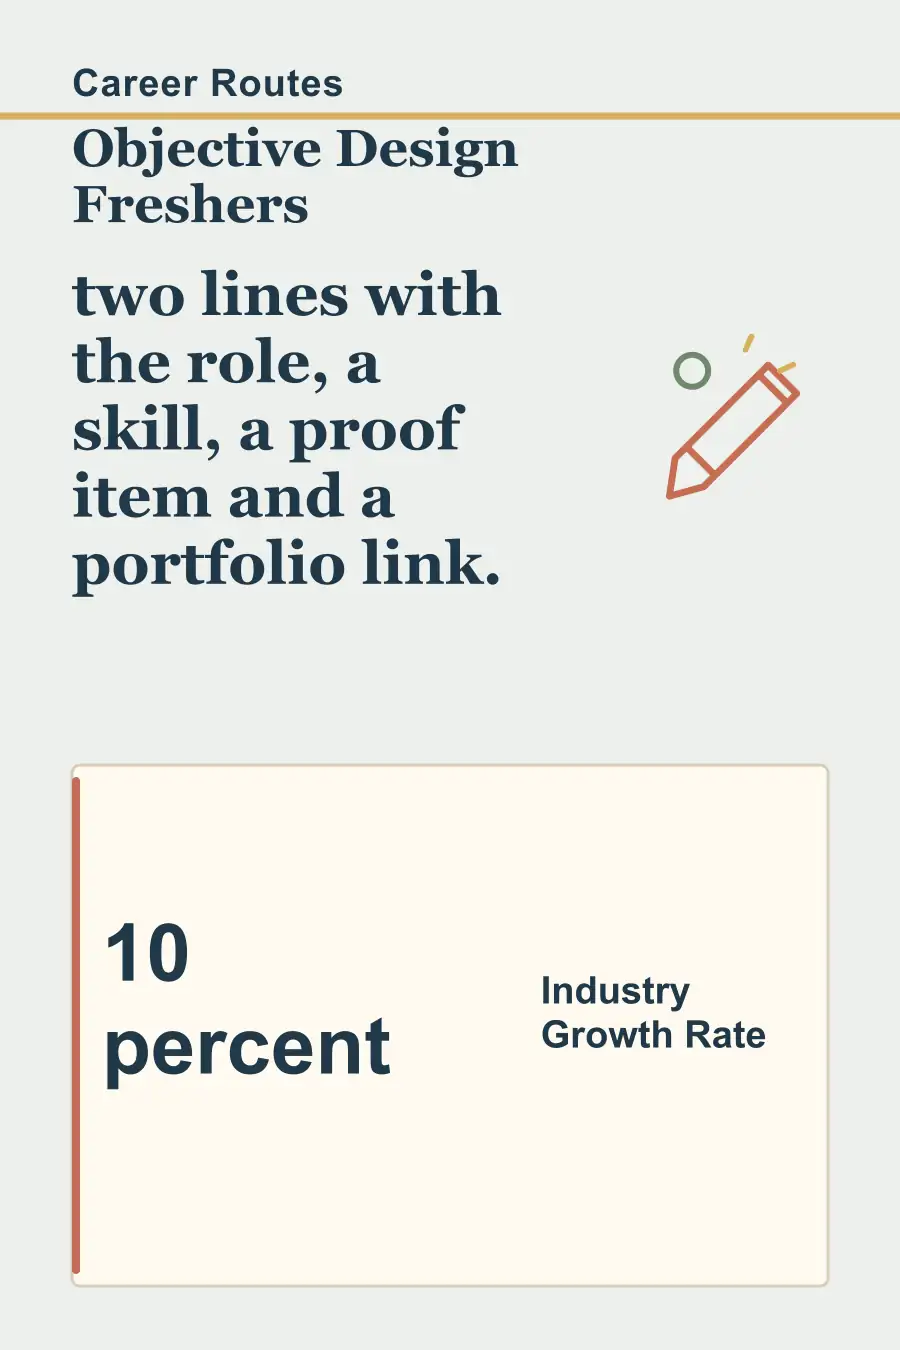 Career Routes
Objective Design
Freshers
two lines with
the role, a
skill, a proof
item and a
portfolio link.
10
percent
Industry
Growth Rate